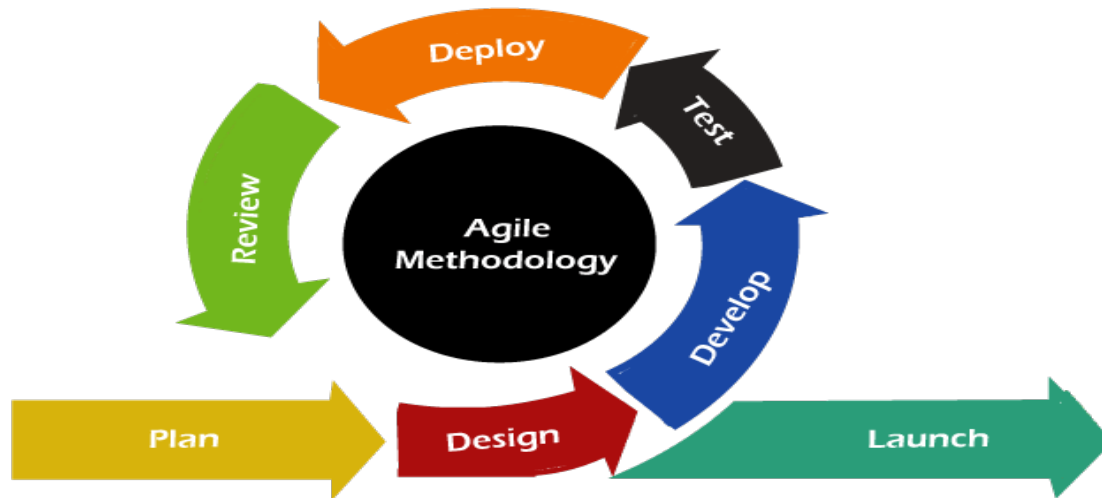 Deploy
Test
Review
Agile
Methodology
Develop
Plan
Design
Launch